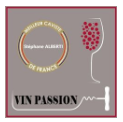 MEILLEUR CAVISTE
Stéphane ALBERTI
DE FRANCE
VIN PASSION